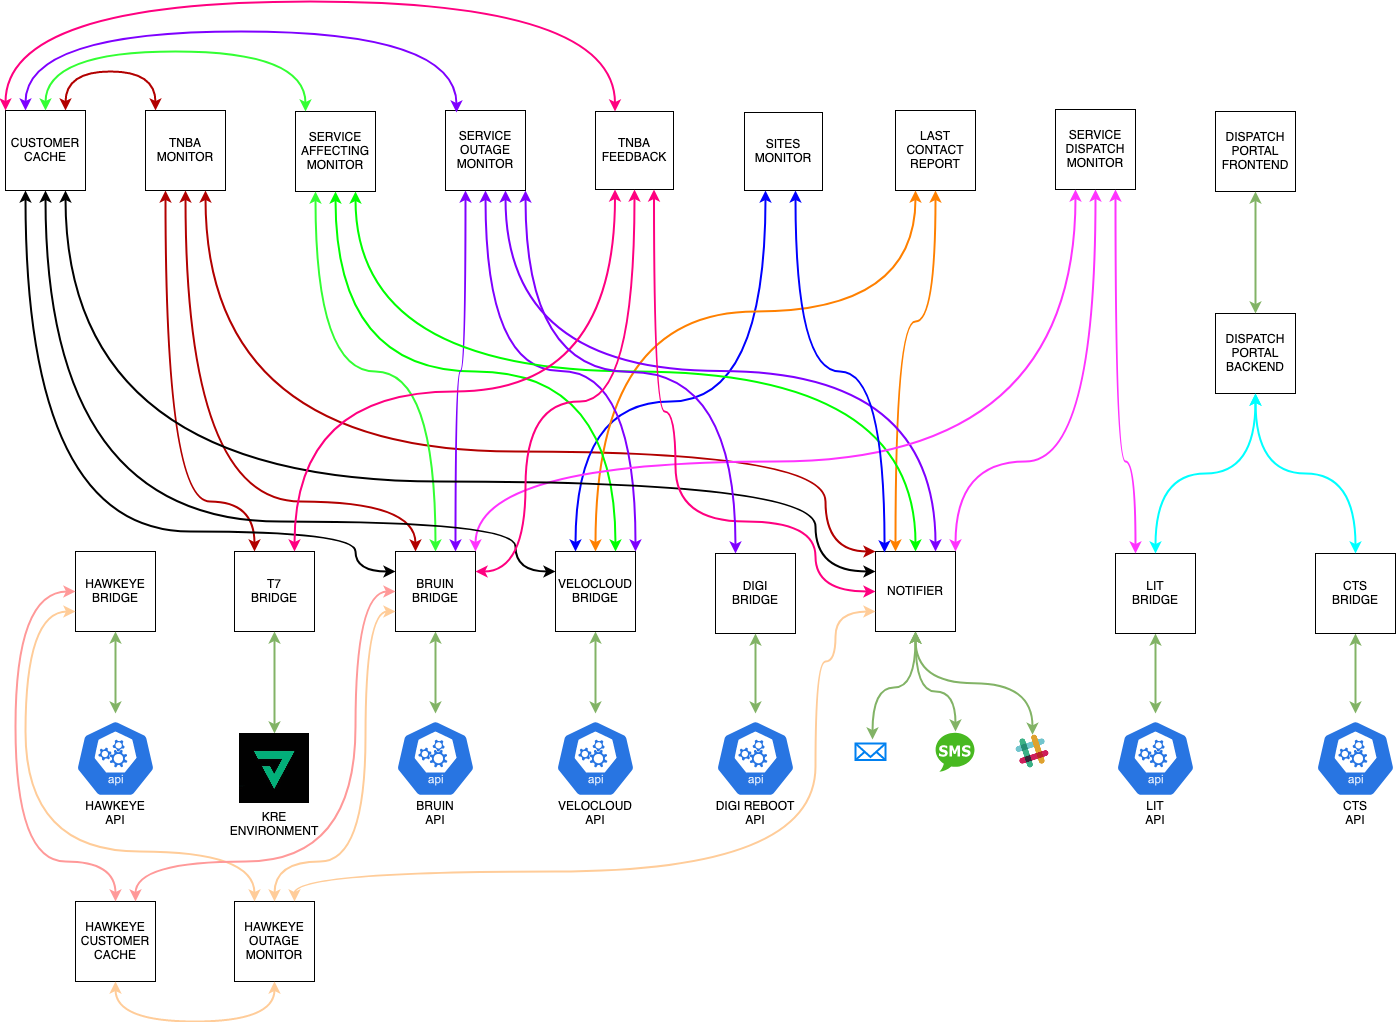 CUSTOMER
CACHE
TNBA
MONITOR
SERVICE
AFFECTING
MONITOR
SERVICE
OUTAGE
MONITOR
TNBA
FEEDBACK
SITES
MONITOR
LAST
CONTACT
REPORT
SERVICE
DISPATCH
MONITOR
DISPATCH
PORTAL
FRONTEND
DISPATCH
PORTAL
BACKEND
HAWKEYE
BRIDGE
T7
BRIDGE
BRUIN
BRIDGE
VELOCLOUD
BRIDGE
DIGI
BRIDGE
NOTIFIER
LIT
BRIDGE
CTS
BRIDGE
api
HAWKEYE
API
KRE
ENVIRONMENT
api
BRUIN
API
api
VELOCLOUD
API
api
DIGI REBOOT
API
SMS
api
LIT
API
api
CTS
API
HAWKEYE
CUSTOMER
CACHE
HAWKEYE
OUTAGE
MONITOR